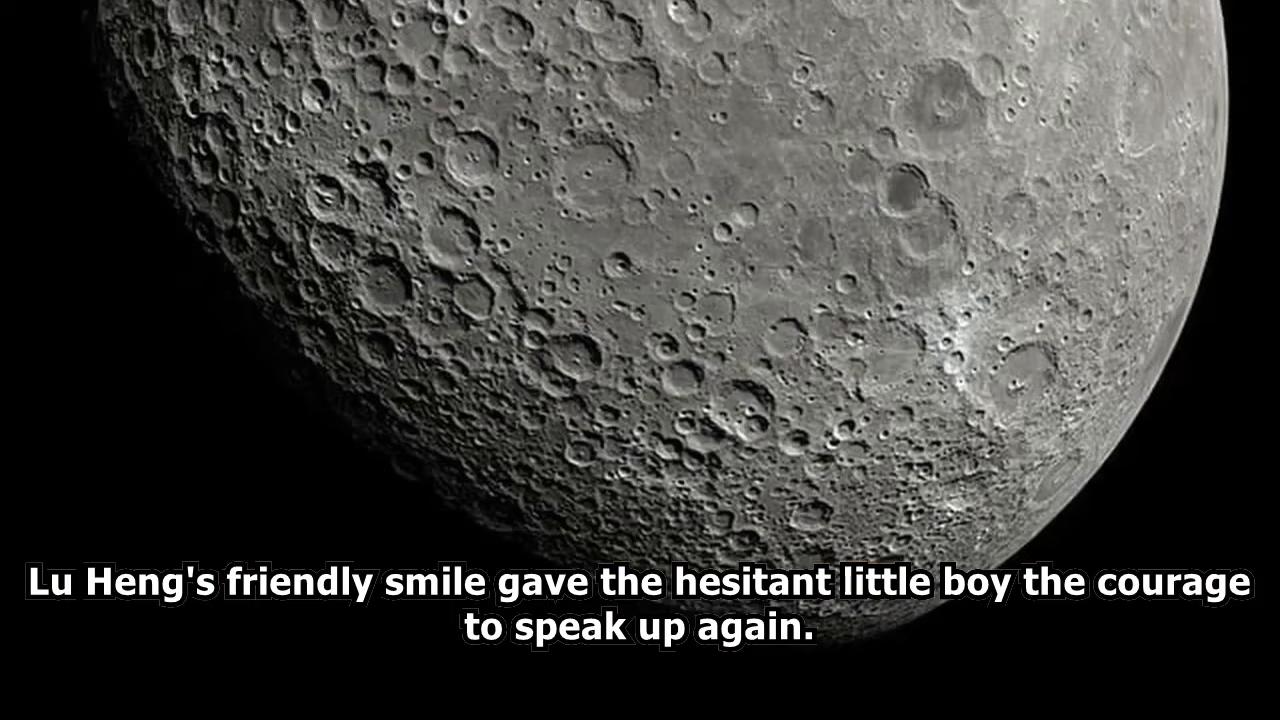 Lu Heng's friendly smile gave the hesitant little boy the courage
to speak up again.